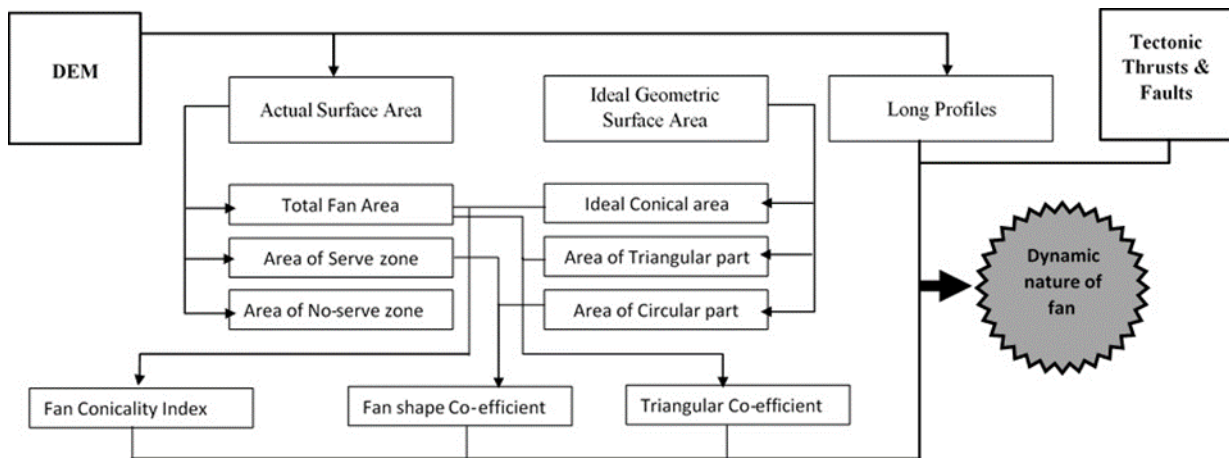 DEM
Tectonic
Thrusts &
Faults
Actual Surface Area
Ideal Geometric
Surface Area
Long Profiles
Total Fan Area
Ideal Conical area
Area of Serve zone
Area of Triangular part
Area of No-serve zone
Area of Circular part
Dynamic
nature of
fan
Fan Conicality Index
Fan shape Co-efficient
Triangular Co-efficient